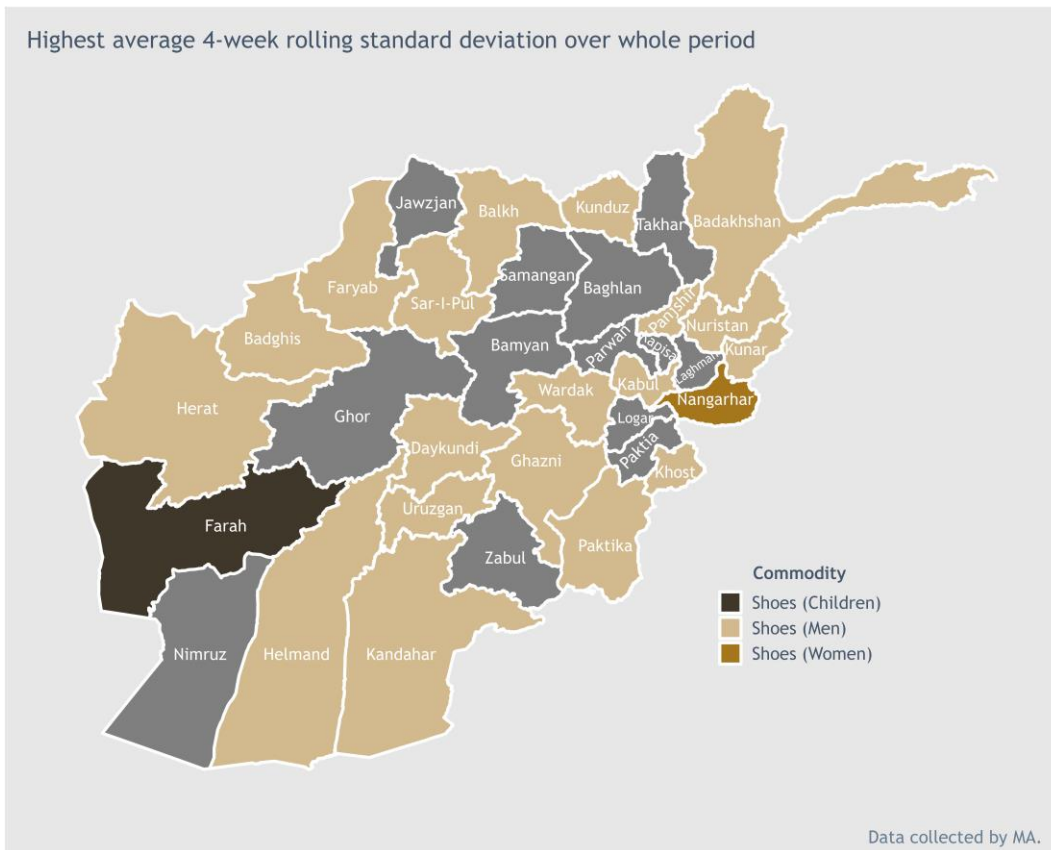 Highest average 4-week rolling standard deviation over whole period
Jawzjan
Balkh
Kunduz
Takhar
Badakhshan
Faryab
Sar-I-Pul
Samangan
Baghlan
Badghis
Panjshir
Nuristan
Bamyan
Parwan
Kapisa
Laghman
Kunar
Herat
Ghor
Wardak
Kabul
Nangarhar
Logar
Daykundi
Ghazni
Paktia
Khost
Farah
Uruzgan
Zabul
Paktika
Nimruz
Helmand
Kandahar
Commodity
Shoes (Children)
Shoes (Men)
Shoes (Women)
Data collected by MA.